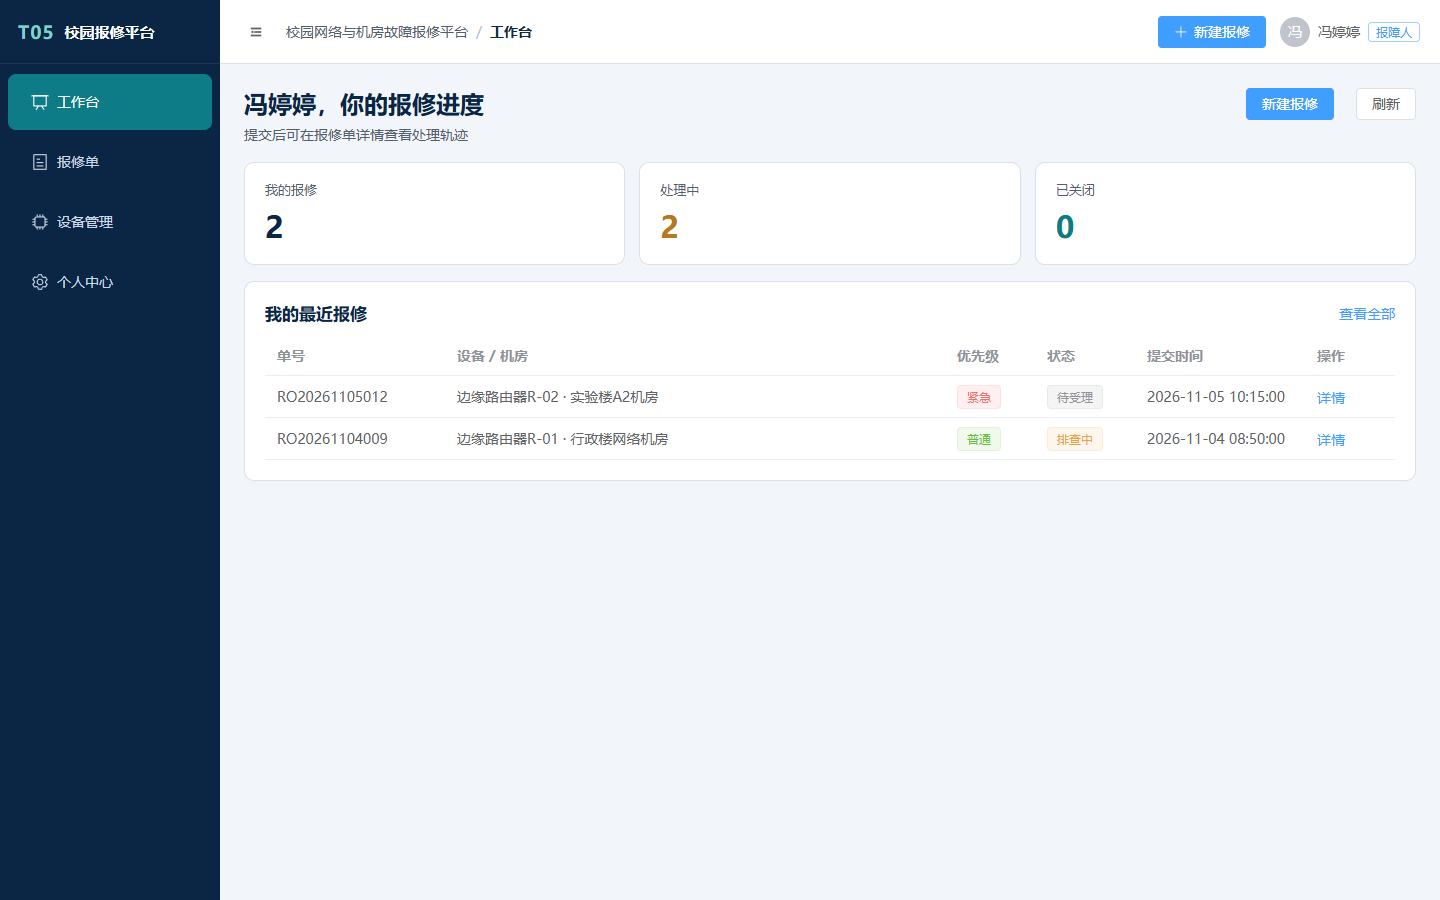 T05 校园报修平台
工作台
报修单
设备管理
个人中心
校园网络与机房故障报修平台 / 工作台
新建报修
冯 冯婷婷 报障人
冯婷婷，你的报修进度
提交后可在报修单详情查看处理轨迹
新建报修 刷新
我的报修
2
处理中
2
已关闭
0
我的最近报修 查看全部
单号 设备 / 机房 优先级 状态 提交时间 操作
RO20261105012 边缘路由器R-02 · 实验楼A2机房 紧急 待受理 2026-11-05 10:15:00 详情
RO20261104009 边缘路由器R-01 · 行政楼网络机房 普通 排查中 2026-11-04 08:50:00 详情